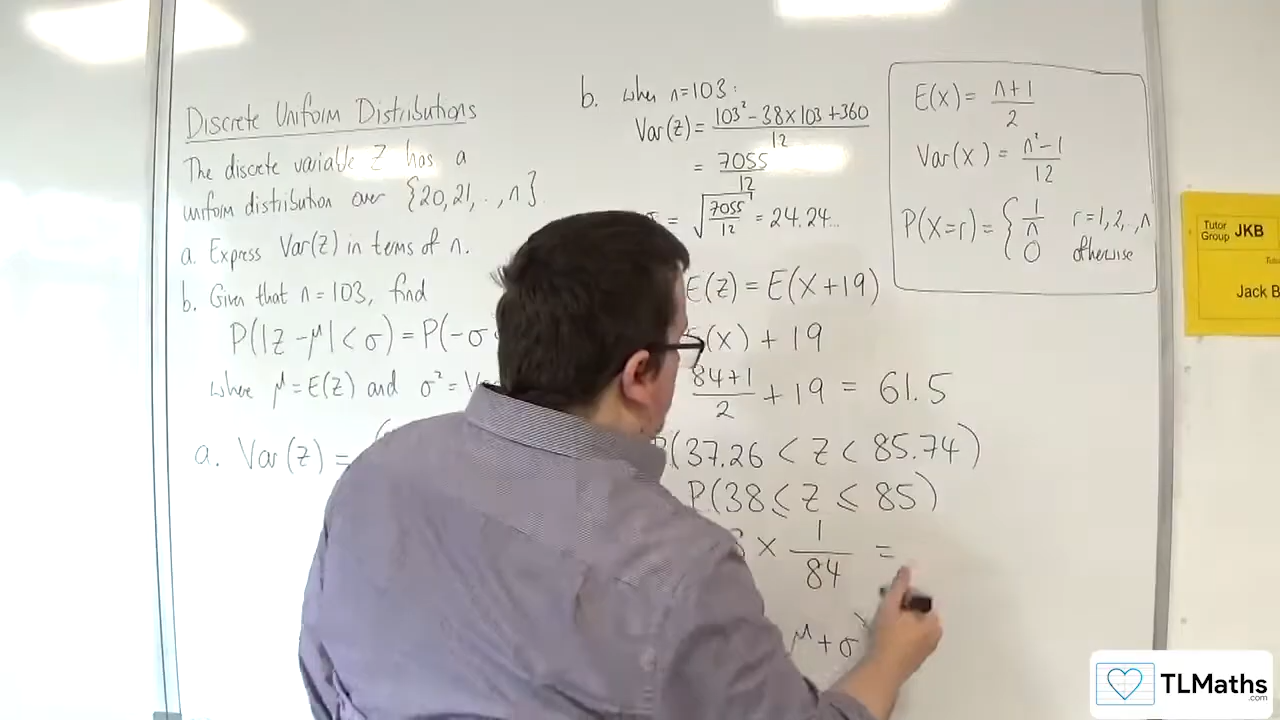 Discrete Uniform Distributions
The discrete variable Z has a
uniform distribution over {20,21,..,n}.
a. Express Var(Z) in terms of n.
b. Given that n=103, find
P(|Z-μ|<σ) = P(-σ
where μ=E(Z) and σ² =
a. Var(Z) =
b. when n=103:
Var(Z) = 103² - 38×103 +360
12
= 7055
12
= √7055/12 = 24.24...
E(Z) = E(X+19)
(X) + 19
84+1/2 + 19 = 61.5
(37.26 < Z < 85.74)
P(38 ≤ Z ≤ 85)
× 1/84 =
μ+σ
E(X) = n+1
2
Var(X) = n²-1
12
P(X=r) = { 1/n r=1,2,..,n
0 otherwise
Tutor Group JKB
Jack B
TLMaths
.com